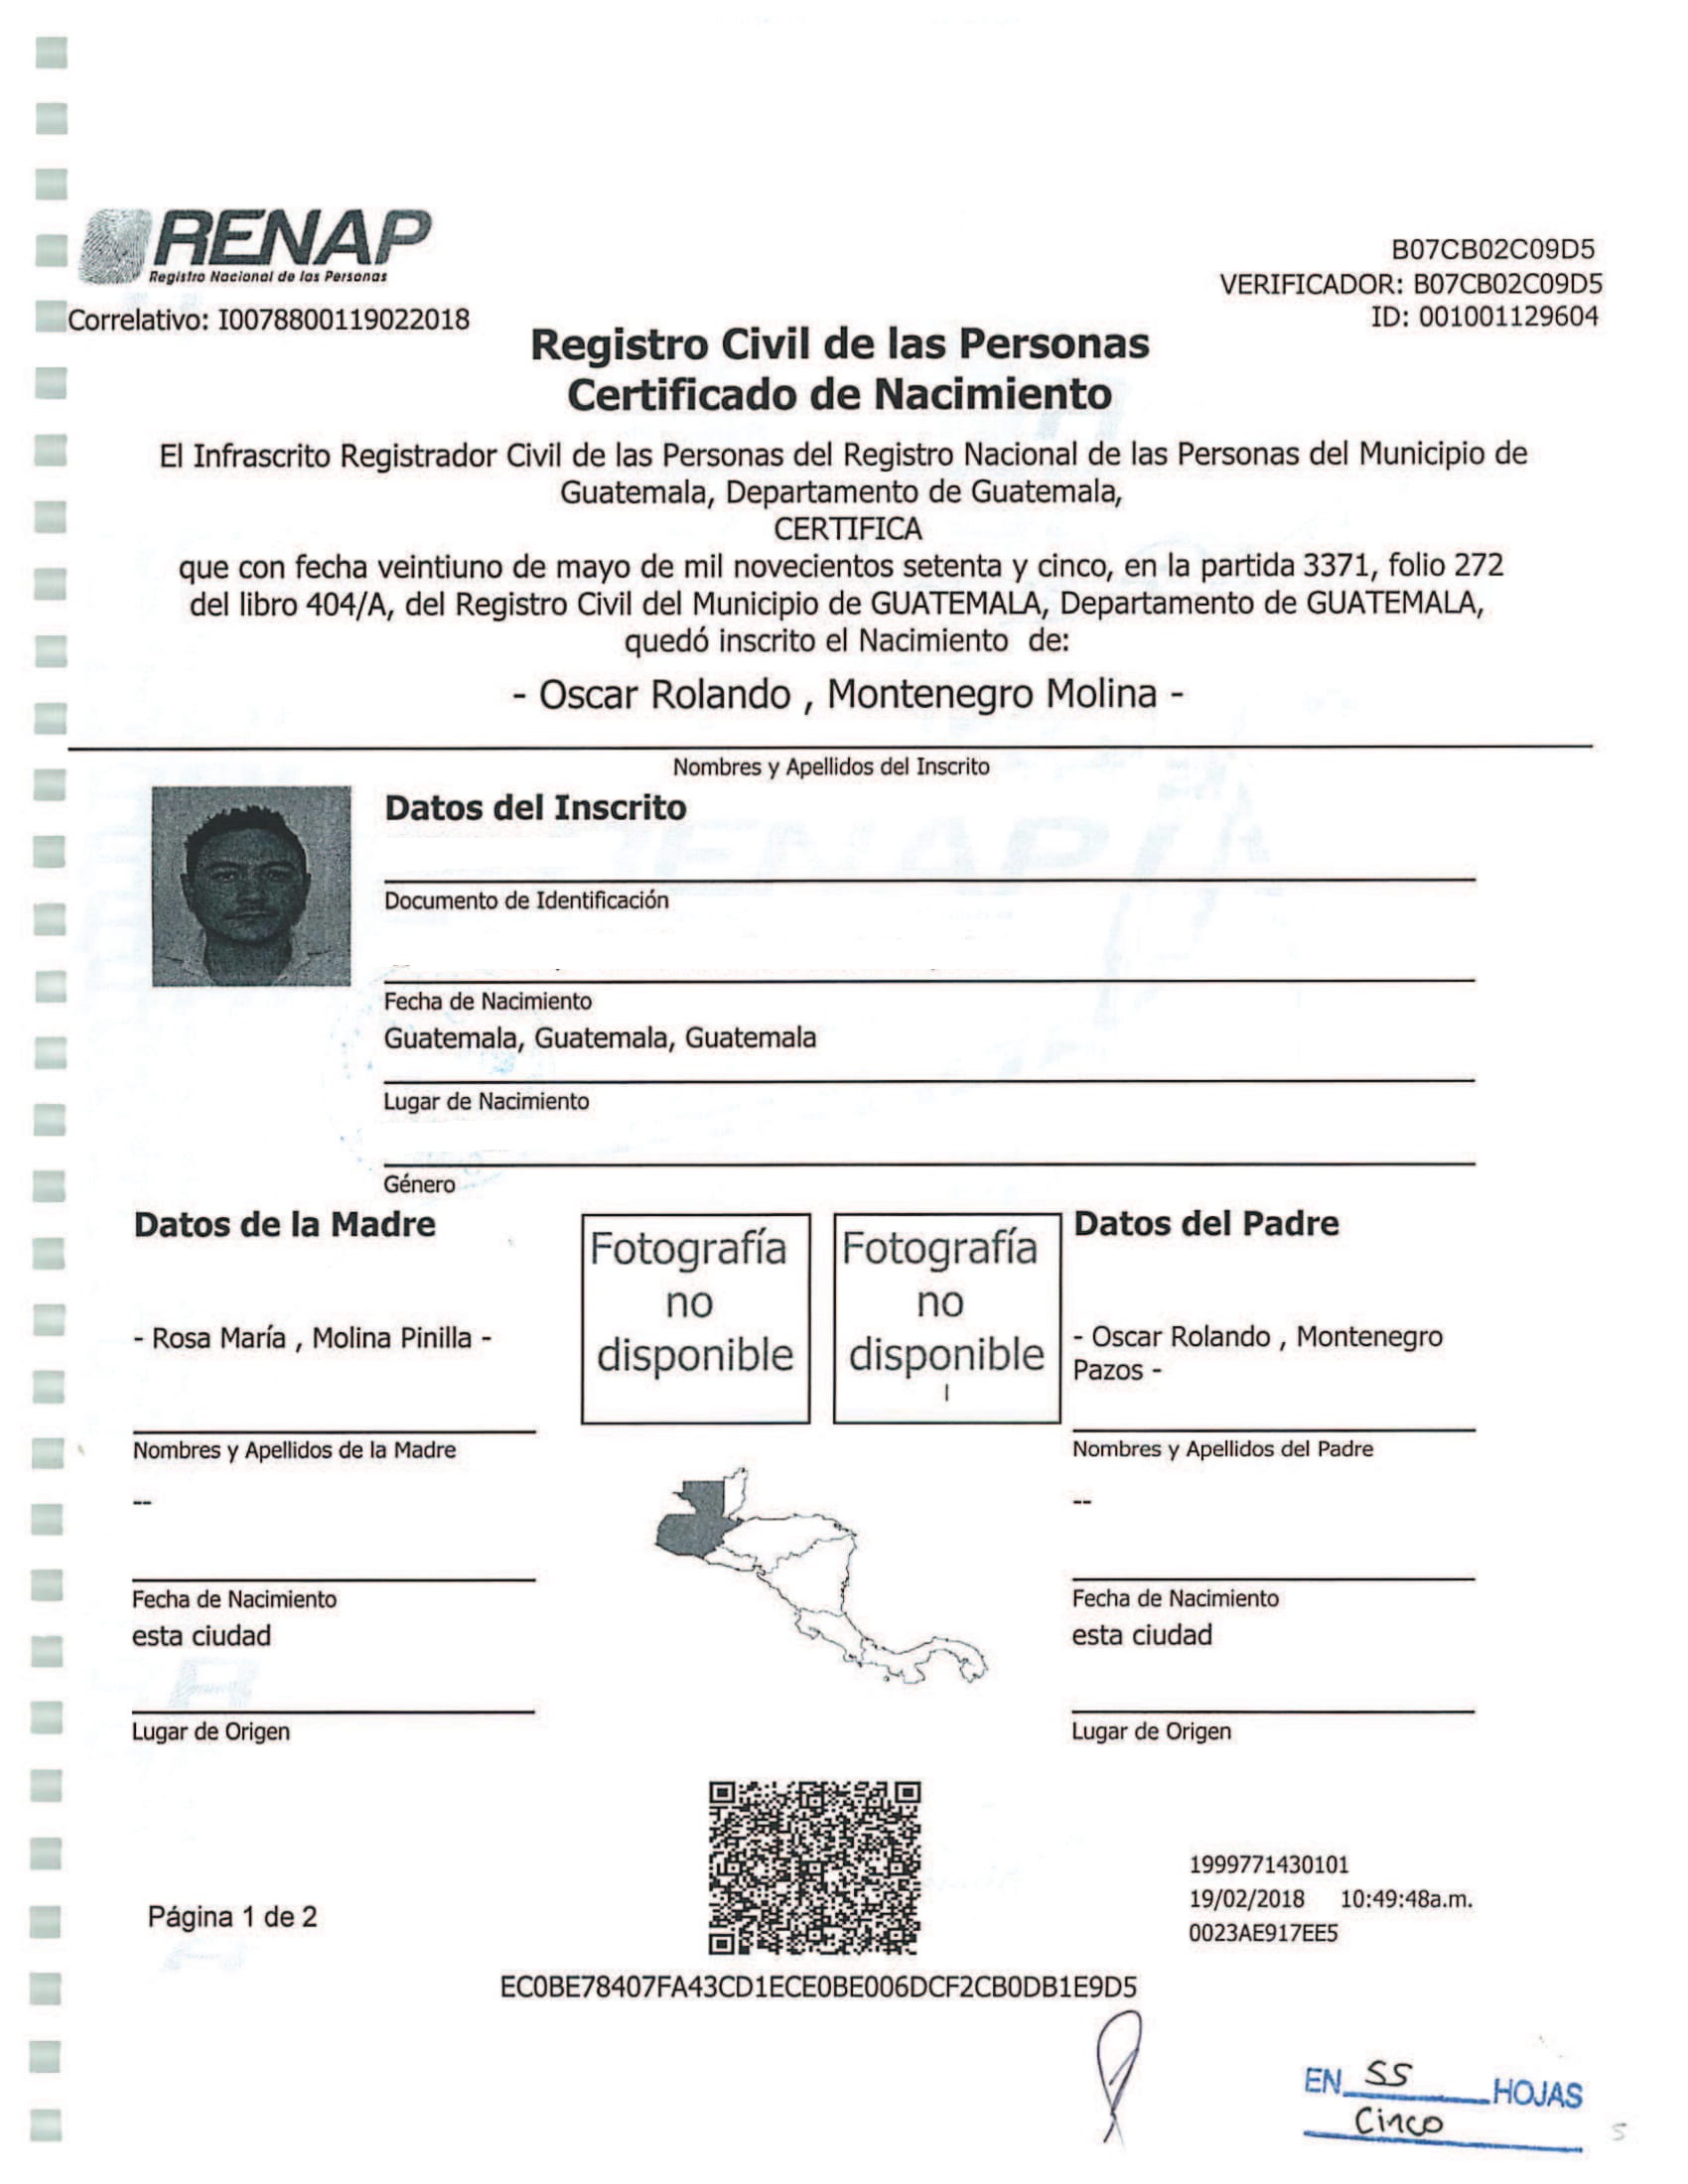 RENAP
Registro Nacional de las Personas
Correlativo: I0078800119022018
B07CB02C09D5
VERIFICADOR: B07CB02C09D5
ID: 001001129604
Registro Civil de las Personas
Certificado de Nacimiento
El Infrascrito Registrador Civil de las Personas del Registro Nacional de las Personas del Municipio de
Guatemala, Departamento de Guatemala,
CERTIFICA
que con fecha veintiuno de mayo de mil novecientos setenta y cinco, en la partida 3371, folio 272
del libro 404/A, del Registro Civil del Municipio de GUATEMALA, Departamento de GUATEMALA,
quedó inscrito el Nacimiento de:
- Oscar Rolando , Montenegro Molina -
Nombres y Apellidos del Inscrito
Datos del Inscrito
Documento de Identificación
Fecha de Nacimiento
Guatemala, Guatemala, Guatemala
Lugar de Nacimiento
Género
Datos de la Madre
- Rosa María , Molina Pinilla -
Nombres y Apellidos de la Madre
--
Fecha de Nacimiento
esta ciudad
Lugar de Origen
Fotografía
no
disponible
Fotografía
no
disponible
Datos del Padre
- Oscar Rolando , Montenegro
Pazos -
Nombres y Apellidos del Padre
--
Fecha de Nacimiento
esta ciudad
Lugar de Origen
Página 1 de 2
1999771430101
19/02/2018 10:49:48a.m.
0023AE917EE5
EC0BE78407FA43CD1ECE0BE006DCF2CB0DB1E9D5
EN SS HOJAS
Cinco
5